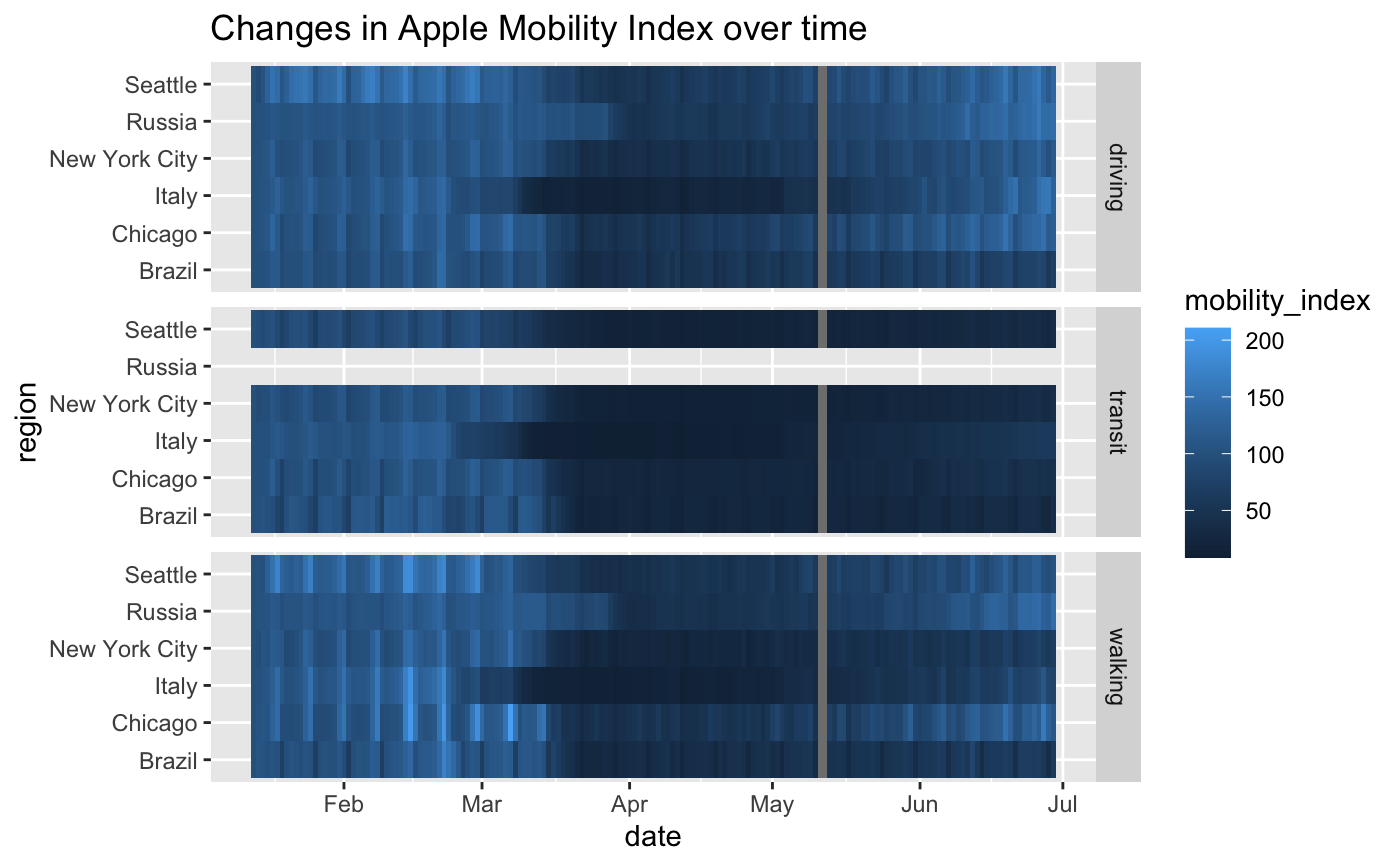 Changes in Apple Mobility Index over time
Seattle
Russia
New York City
Italy
Chicago
Brazil
driving
Seattle
Russia
New York City
Italy
Chicago
Brazil
transit
Seattle
Russia
New York City
Italy
Chicago
Brazil
walking
region
Feb Mar Apr May Jun Jul
date
mobility_index
200
150
100
50